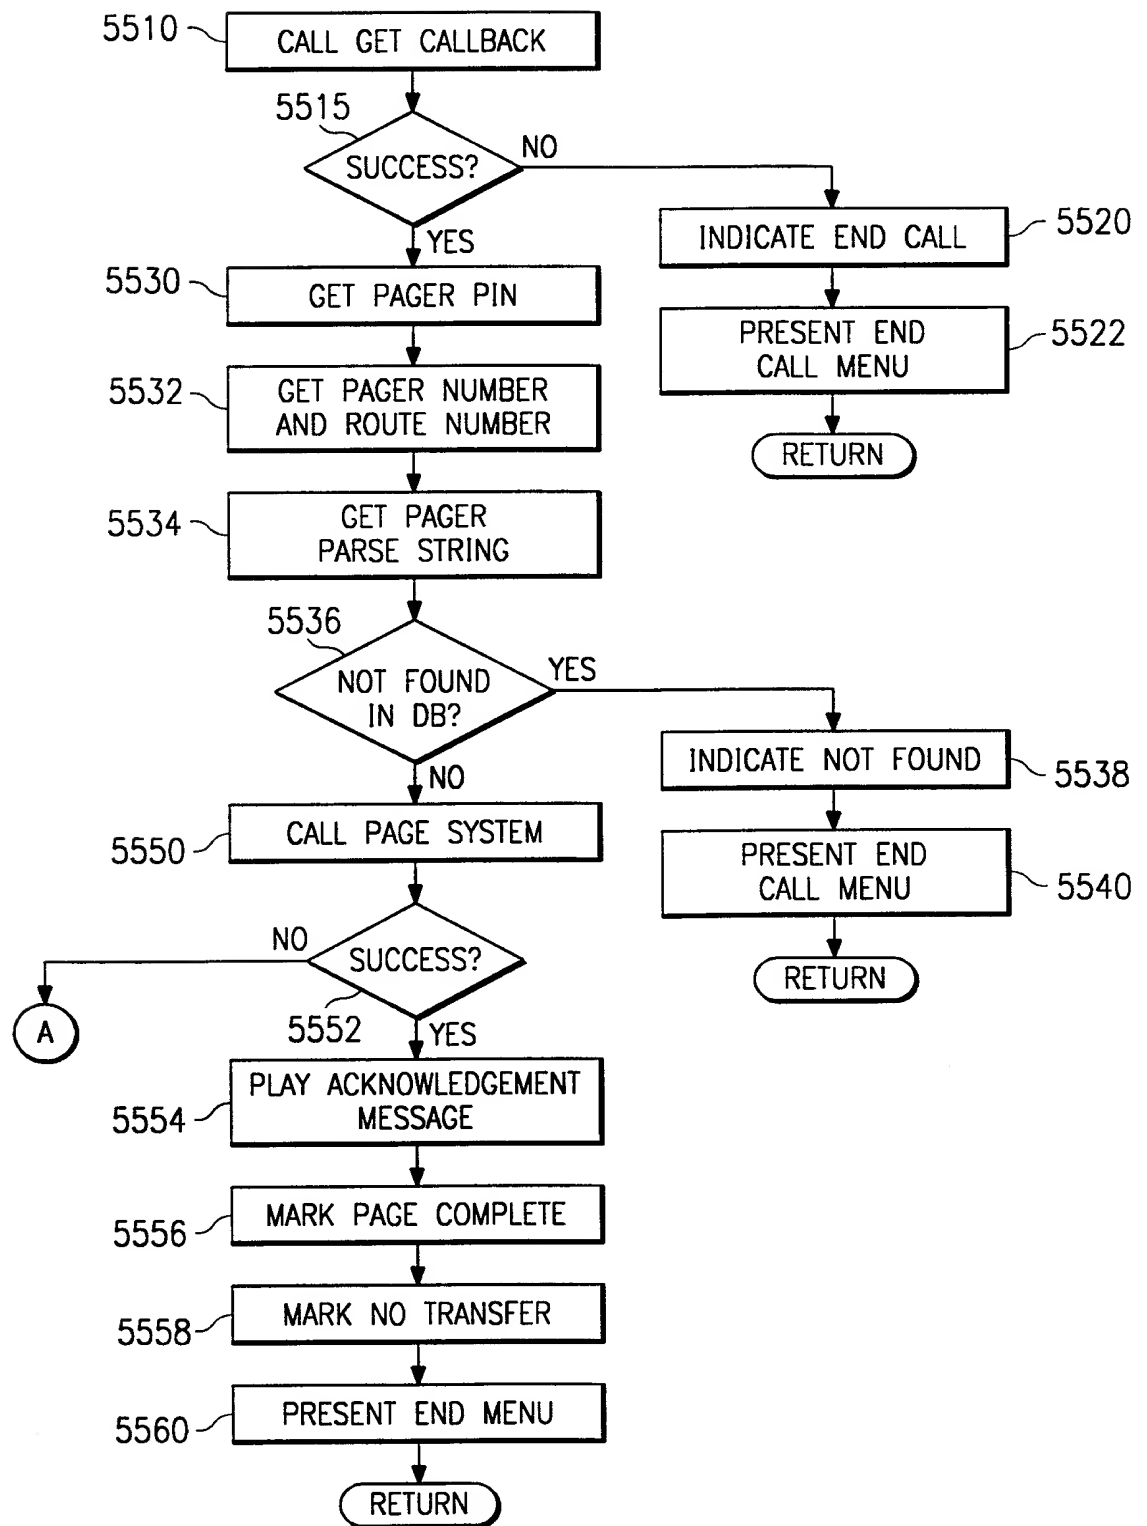 5510
CALL GET CALLBACK
5515
SUCCESS?
NO
YES
INDICATE END CALL
5520
5530
GET PAGER PIN
PRESENT END
CALL MENU
5522
5532
GET PAGER NUMBER
AND ROUTE NUMBER
RETURN
5534
GET PAGER
PARSE STRING
5536
NOT FOUND
IN DB?
YES
NO
INDICATE NOT FOUND
5538
5550
CALL PAGE SYSTEM
PRESENT END
CALL MENU
5540
NO
SUCCESS?
RETURN
A
5552
YES
5554
PLAY ACKNOWLEDGEMENT
MESSAGE
5556
MARK PAGE COMPLETE
5558
MARK NO TRANSFER
5560
PRESENT END MENU
RETURN